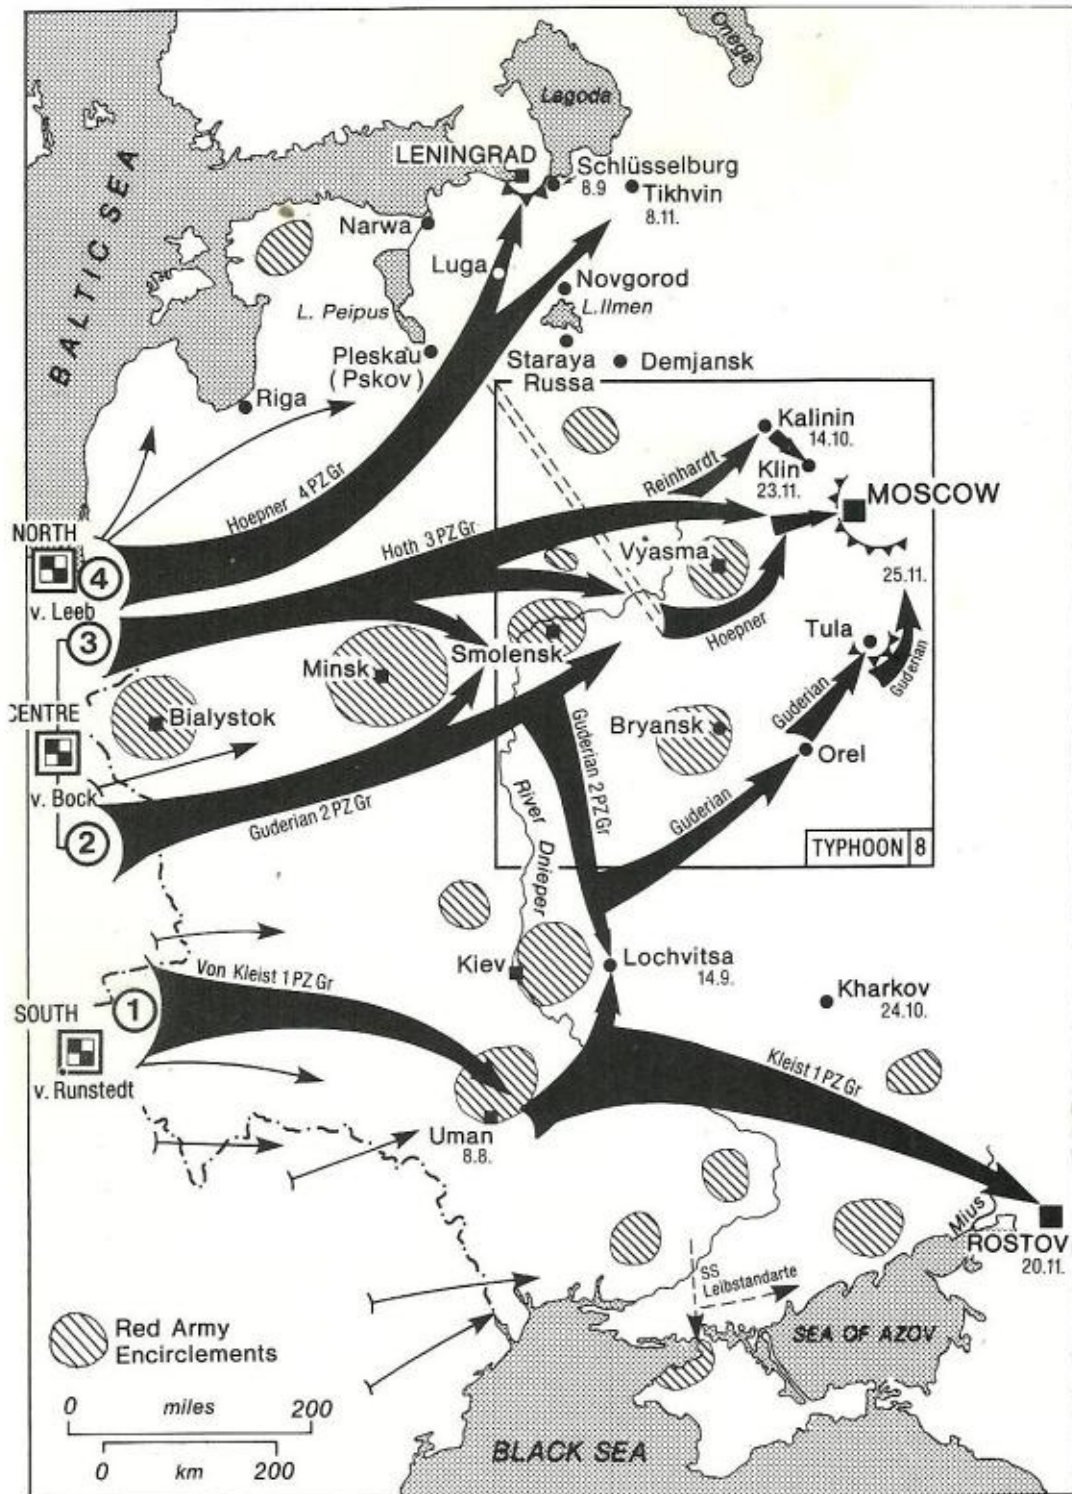 Onega
Lagoda
LENINGRAD
Schlüsselburg
8.9
Tikhvin
8.11.
BALTIC SEA
Narwa
Luga
Novgorod
L. Ilmen
L. Peipus
Pleskau
(Pskov)
Staraya
Russa
Demjansk
Riga
Kalinin
14.10.
Klin
23.11.
Reinhardt
MOSCOW
25.11.
Hoepner 4 PZ Gr
Hoth 3 PZ Gr
NORTH
4
v. Leeb
3
Vyasma
Hoepner
Tula
Guderian
Smolensk
Minsk
Bialystok
CENTRE
v. Bock
2
Guderian 2 PZ Gr
Guderian 2 PZ Gr
Bryansk
Guderian
Orel
Guderian
River Dnieper
TYPHOON 8
Kiev
Lochvitsa
14.9.
Kharkov
24.10.
Von Kleist 1 PZ Gr
SOUTH
1
v. Runstedt
Kleist 1 PZ Gr
Uman
8.8.
Mius
ROSTOV
20.11.
SS
Leibstandarte
SEA OF AZOV
Red Army
Encirclements
0 miles 200
0 km 200
BLACK SEA